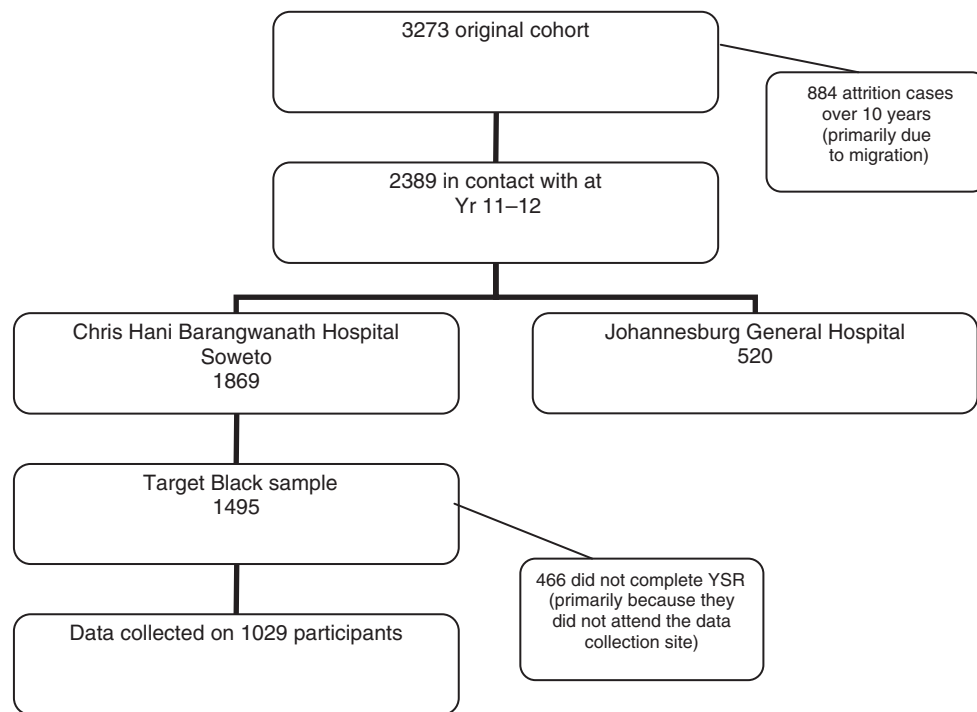 3273 original cohort
884 attrition cases
over 10 years
(primarily due
to migration)
2389 in contact with at
Yr 11–12
Chris Hani Barangwanath Hospital
Soweto
1869
Johannesburg General Hospital
520
Target Black sample
1495
466 did not complete YSR
(primarily because they
did not attend the data
collection site)
Data collected on 1029 participants